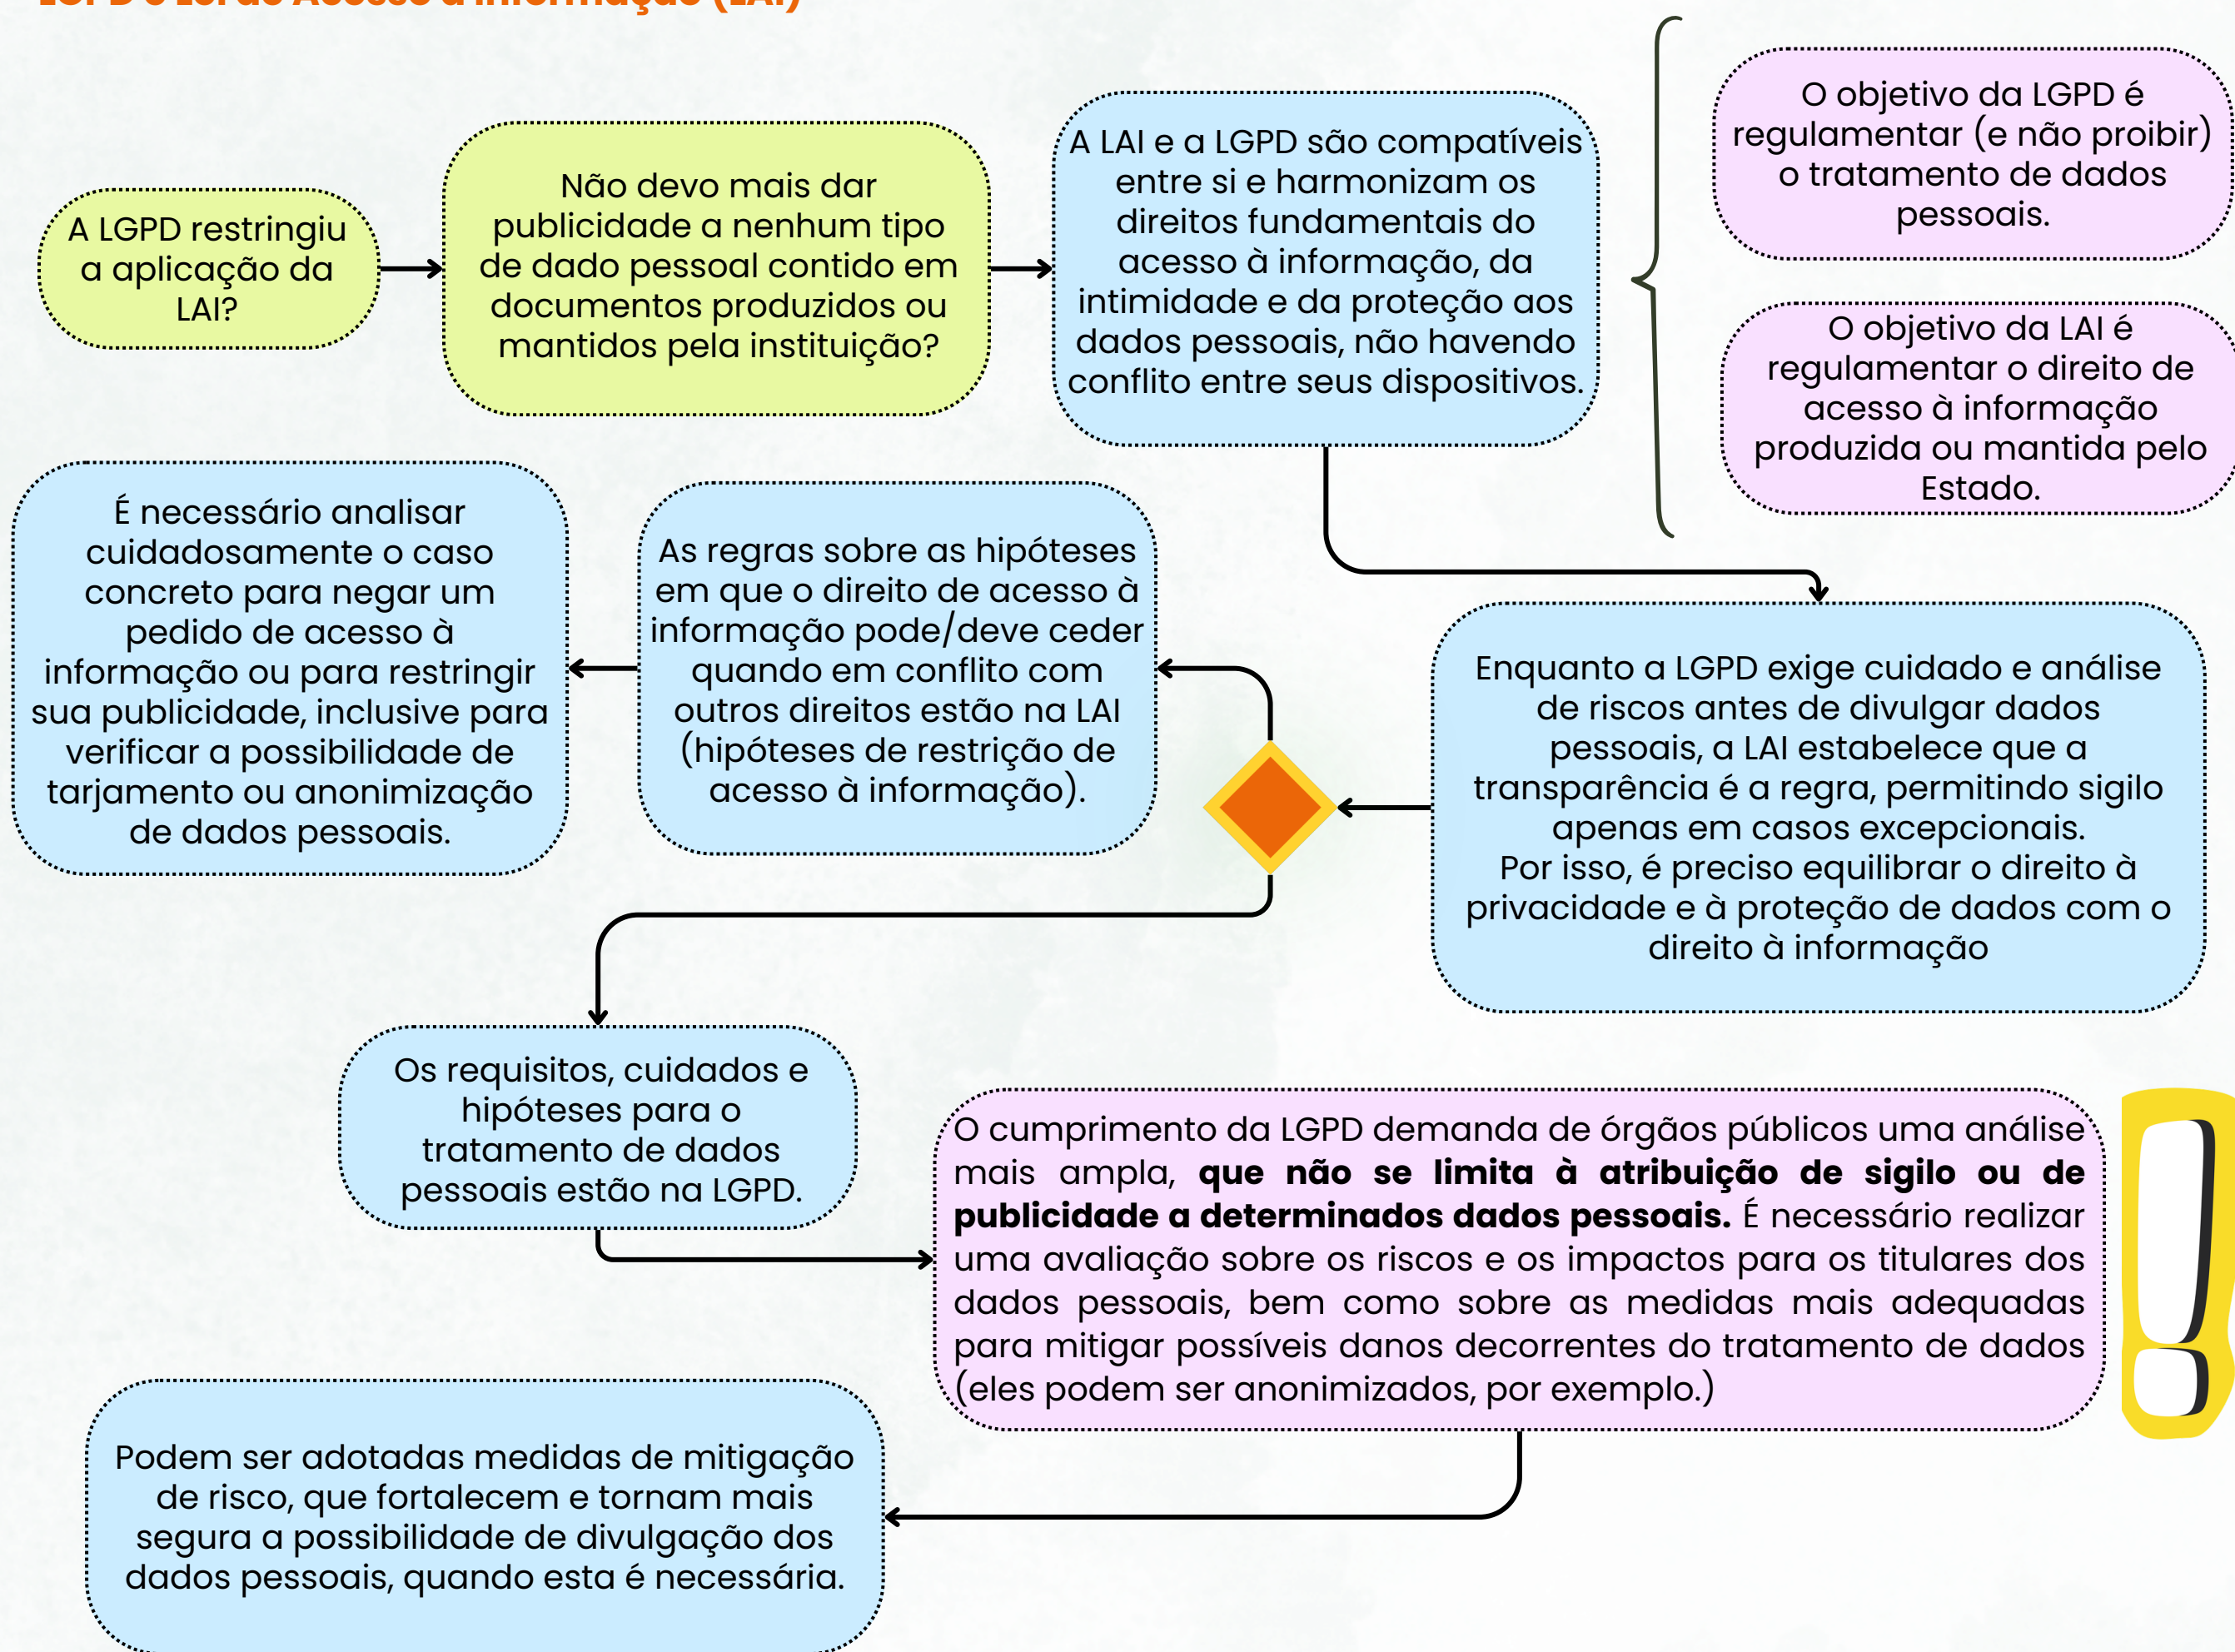 LGPD e Lei de Acesso à Informação (LAI)
A LGPD restringiu
a aplicação da
LAI?
Não devo mais dar
publicidade a nenhum tipo
de dado pessoal contido em
documentos produzidos ou
mantidos pela instituição?
A LAI e a LGPD são compatíveis
entre si e harmonizam os
direitos fundamentais do
acesso à informação, da
intimidade e da proteção aos
dados pessoais, não havendo
conflito entre seus dispositivos.
O objetivo da LGPD é
regulamentar (e não proibir)
o tratamento de dados
pessoais.
O objetivo da LAI é
regulamentar o direito de
acesso à informação
produzida ou mantida pelo
Estado.
Enquanto a LGPD exige cuidado e análise
de riscos antes de divulgar dados
pessoais, a LAI estabelece que a
transparência é a regra, permitindo sigilo
apenas em casos excepcionais.
Por isso, é preciso equilibrar o direito à
privacidade e à proteção de dados com o
direito à informação
As regras sobre as hipóteses
em que o direito de acesso à
informação pode/deve ceder
quando em conflito com
outros direitos estão na LAI
(hipóteses de restrição de
acesso à informação).
É necessário analisar
cuidadosamente o caso
concreto para negar um
pedido de acesso à
informação ou para restringir
sua publicidade, inclusive para
verificar a possibilidade de
tarjamento ou anonimização
de dados pessoais.
Os requisitos, cuidados e
hipóteses para o
tratamento de dados
pessoais estão na LGPD.
O cumprimento da LGPD demanda de órgãos públicos uma análise
mais ampla, que não se limita à atribuição de sigilo ou de
publicidade a determinados dados pessoais. É necessário realizar
uma avaliação sobre os riscos e os impactos para os titulares dos
dados pessoais, bem como sobre as medidas mais adequadas
para mitigar possíveis danos decorrentes do tratamento de dados
(eles podem ser anonimizados, por exemplo.)
Podem ser adotadas medidas de mitigação
de risco, que fortalecem e tornam mais
segura a possibilidade de divulgação dos
dados pessoais, quando esta é necessária.